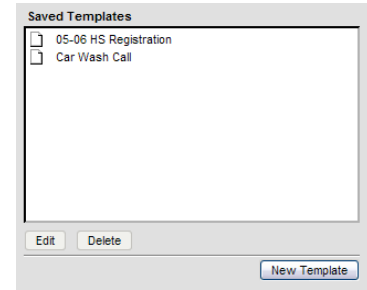 Saved Templates
05-06 HS Registration
Car Wash Call
Edit Delete
New Template